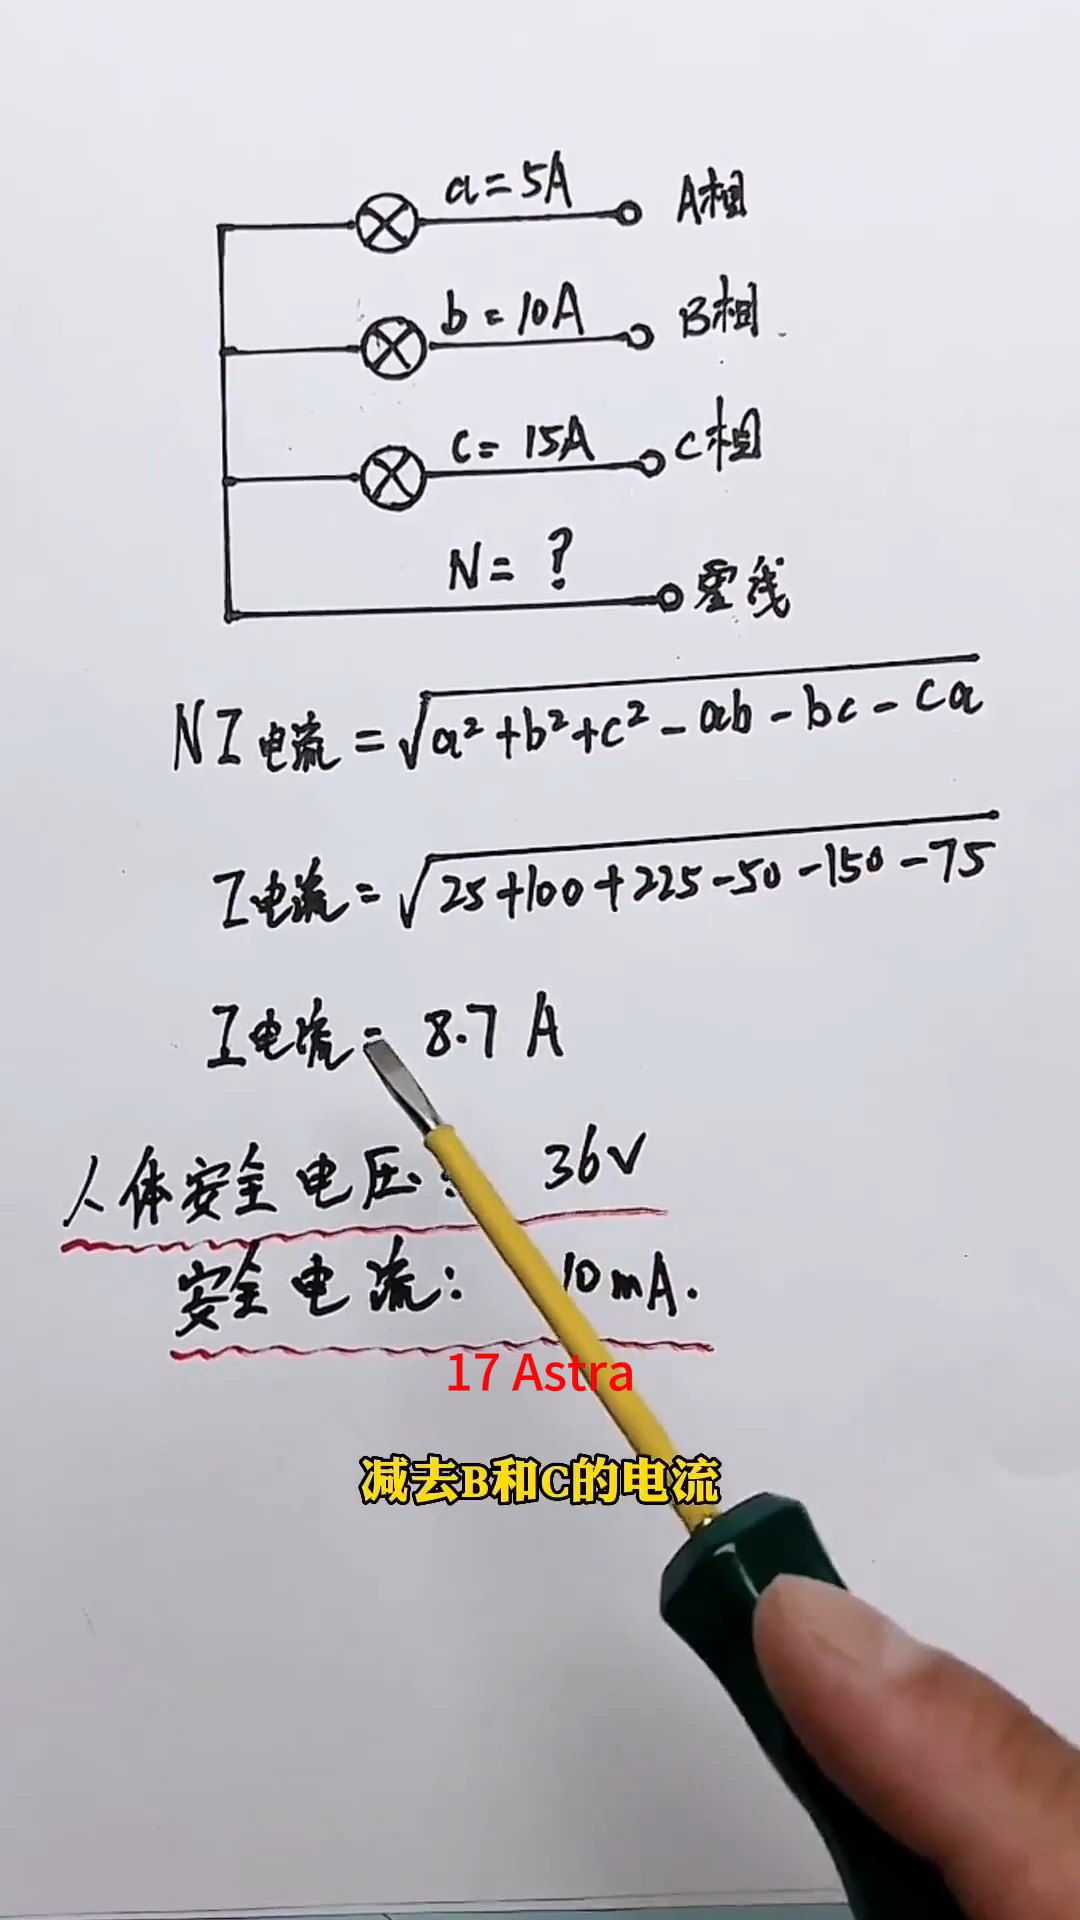 a=5A A相
b=10A B相
c=15A C相
N=? 零线
NI电流=√a²+b²+c²-ab-bc-ca
I电流=√25+100+225-50-150-75
I电流=8.7A
人体安全电压: 36V
安全电流: 10mA.
17 Astra
减去B和C的电流